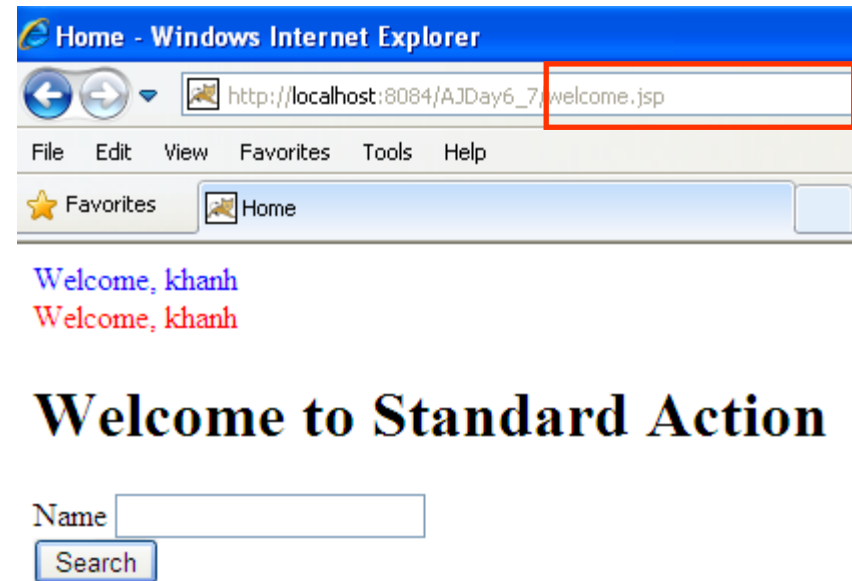 Home - Windows Internet Explorer
http://localhost:8084/AJDay6_7/welcome.jsp
File Edit View Favorites Tools Help
Favorites Home
Welcome, khanh
Welcome, khanh
Welcome to Standard Action
Name
Search